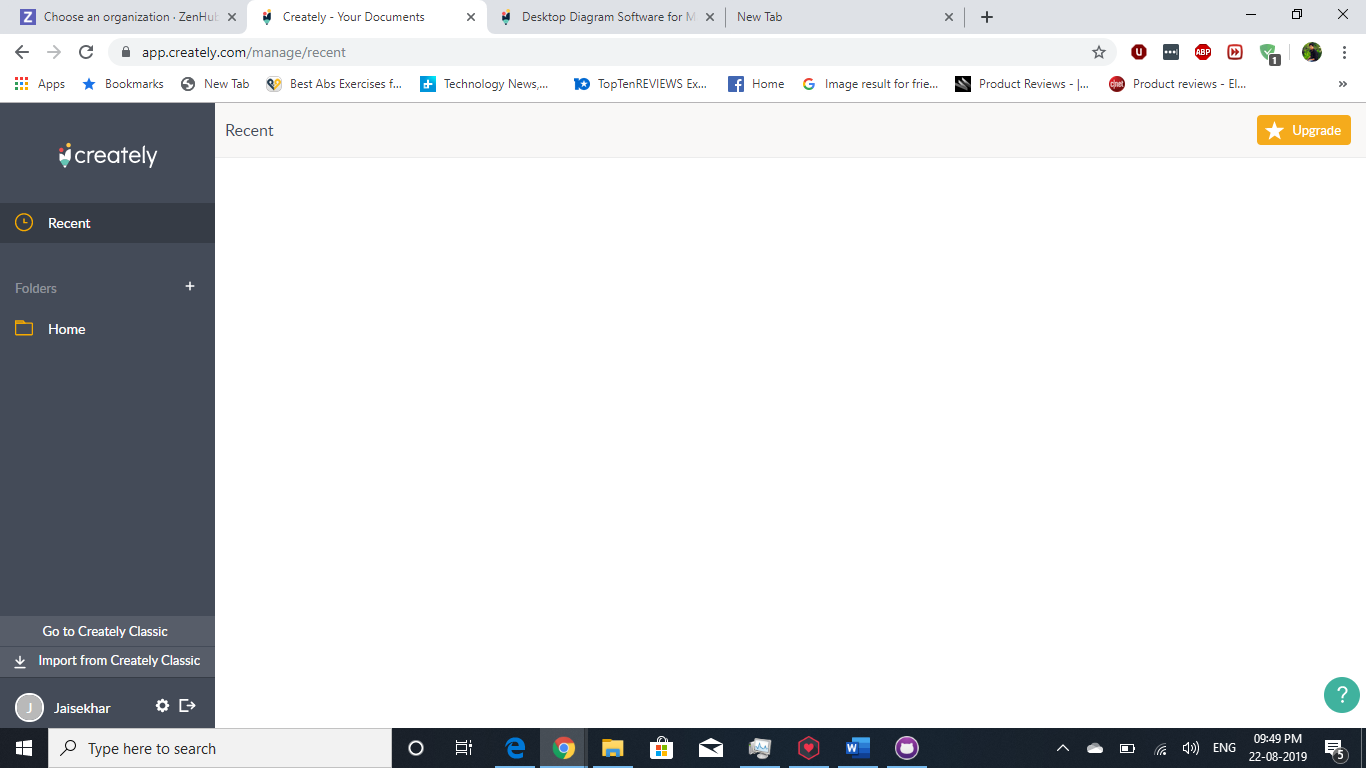 Choose an organization · ZenHub
Creately - Your Documents
Desktop Diagram Software for M
New Tab
app.creately.com/manage/recent
ABP
1
Apps
Bookmarks
New Tab
Best Abs Exercises f...
Technology News,...
TopTenREVIEWS Ex...
Home
Image result for frie...
Product Reviews - |...
Product reviews - El...
creately
Recent
Upgrade
Recent
Folders
Home
Go to Creately Classic
Import from Creately Classic
J
Jaisekhar
?
Type here to search
ENG
09:49 PM
22-08-2019
5